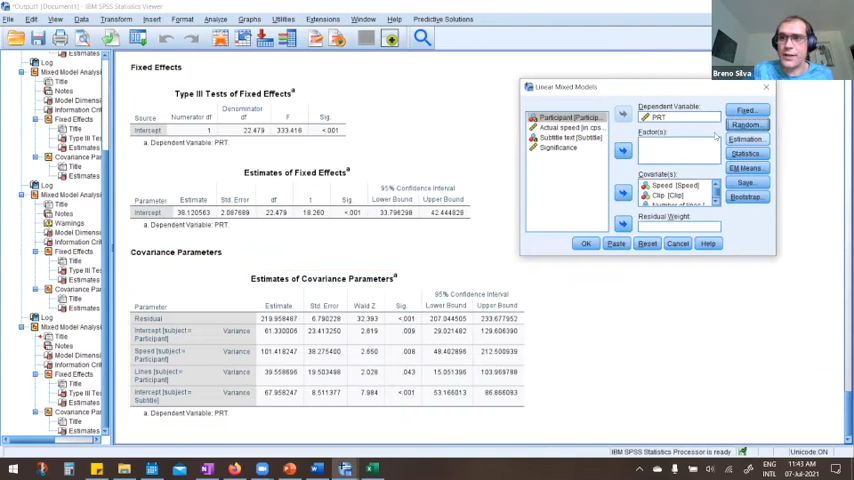 *Output1 [Document1] - IBM SPSS Statistics Viewer
File Edit View Data Transform Insert Format Analyze Graphs Utilities Extensions Window Help Predictive Solutions
Estimates
Log
Mixed Model Analysis
Title
Notes
Model Dimension
Information Crit
Fixed Effects
Title
Type III Te
Estimates
Covariance Par
Title
Estimates
Log
Mixed Model Analysis
Title
Notes
Warnings
Model Dimension
Information Crit
Fixed Effects
Title
Type III Te
Estimates
Covariance Par
Title
Estimates
Log
Mixed Model Analysis
Title
Notes
Model Dimension
Information Crit
Fixed Effects
Title
Type III Te
Estimates
Covariance Par
Title
Estimates
Fixed Effects
Type III Tests of Fixed Effectsa
Source Numerator df Denominator df F Sig.
Intercept 1 22.479 333.416 <.001
a. Dependent Variable: PRT.
Estimates of Fixed Effectsa
95% Confidence Interval
Parameter Estimate Std. Error df t Sig. Lower Bound Upper Bound
Intercept 38.120563 2.087689 22.479 18.260 <.001 33.796298 42.444828
a. Dependent Variable: PRT.
Covariance Parameters
Estimates of Covariance Parametersa
95% Confidence Interval
Parameter Estimate Std. Error Wald Z Sig. Lower Bound Upper Bound
Residual 219.958487 6.790228 32.393 <.001 207.044505 233.677952
Intercept [subject = Participant] Variance 61.330006 23.413250 2.619 .009 29.021482 129.606390
Speed [subject = Participant] Variance 101.418247 38.275400 2.650 .008 48.402896 212.500939
Lines [subject = Participant] Variance 39.558696 19.503498 2.028 .043 15.051396 103.969788
Intercept [subject = Subtitle] Variance 67.958247 8.511377 7.984 <.001 53.166013 86.866083
a. Dependent Variable: PRT.
Linear Mixed Models
Participant [Particip...
Actual speed (in cps...
Subtitle text [Subtitle]
Significance
Dependent Variable:
PRT
Factor(s):
Covariate(s):
Speed [Speed]
Clip [Clip]
Number of lines [
Residual Weight:
Fixed...
Random...
Estimation...
Statistics...
EM Means...
Save...
Bootstrap...
OK Paste Reset Cancel Help
Breno Silva
IBM SPSS Statistics Processor is ready
Unicode:ON
ENG
INTL
11:43 AM
07-Jul-2021